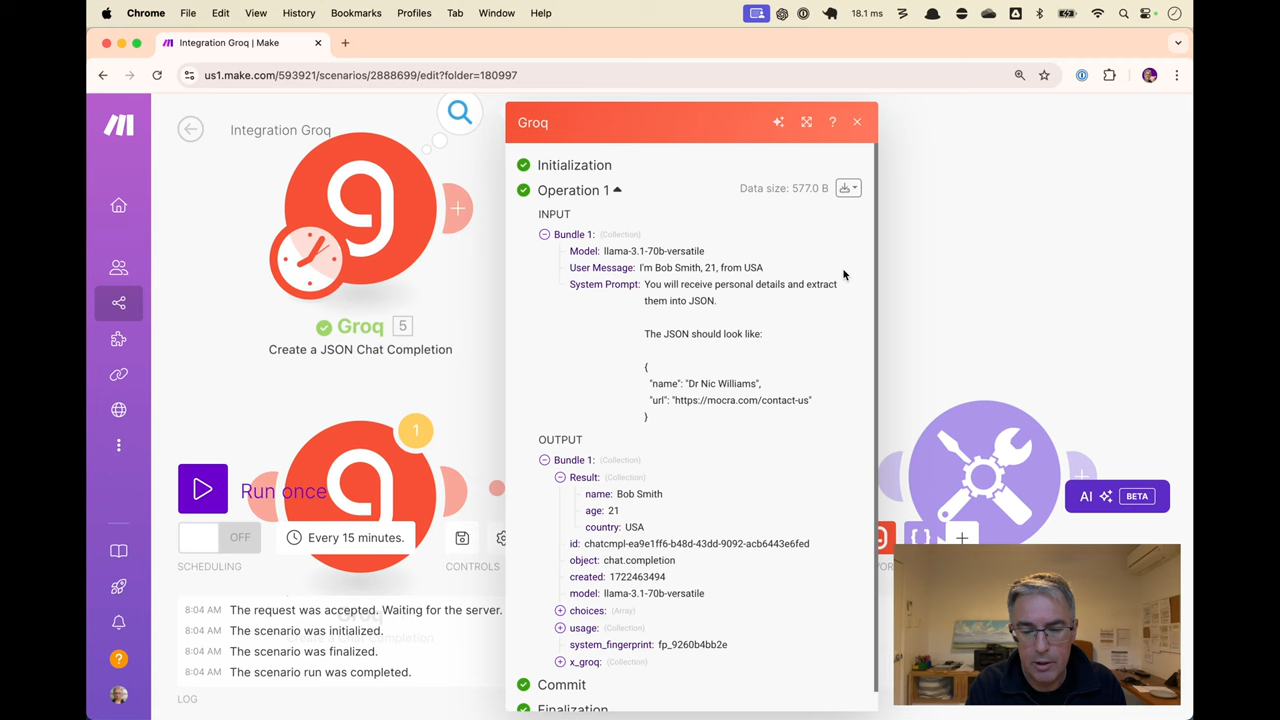 Chrome File Edit View History Bookmarks Profiles Tab Window Help 18.1 ms
Integration Groq | Make
us1.make.com/593921/scenarios/2888699/edit?folder=180997
Integration Groq
Groq 5
Create a JSON Chat Completion
1
Run once
OFF
Every 15 minutes.
SCHEDULING
CONTROLS
8:04 AM The request was accepted. Waiting for the server.
8:04 AM The scenario was initialized.
8:04 AM The scenario was finalized.
8:04 AM The scenario run was completed.
LOG
Groq
Initialization
Operation 1
Data size: 577.0 B
INPUT
Bundle 1: (Collection)
Model: llama-3.1-70b-versatile
User Message: I'm Bob Smith, 21, from USA
System Prompt: You will receive personal details and extract
them into JSON.
The JSON should look like:
{
"name": "Dr Nic Williams",
"url": "https://mocra.com/contact-us"
}
OUTPUT
Bundle 1: (Collection)
Result: (Collection)
name: Bob Smith
age: 21
country: USA
id: chatcmpl-ea9e1ff6-b48d-43dd-9092-acb6443e6fed
object: chat.completion
created: 1722463494
model: llama-3.1-70b-versatile
choices: (Array)
usage: (Collection)
system_fingerprint: fp_9260b4bb2e
x_groq: (Collection)
Commit
Finalization
AI BETA